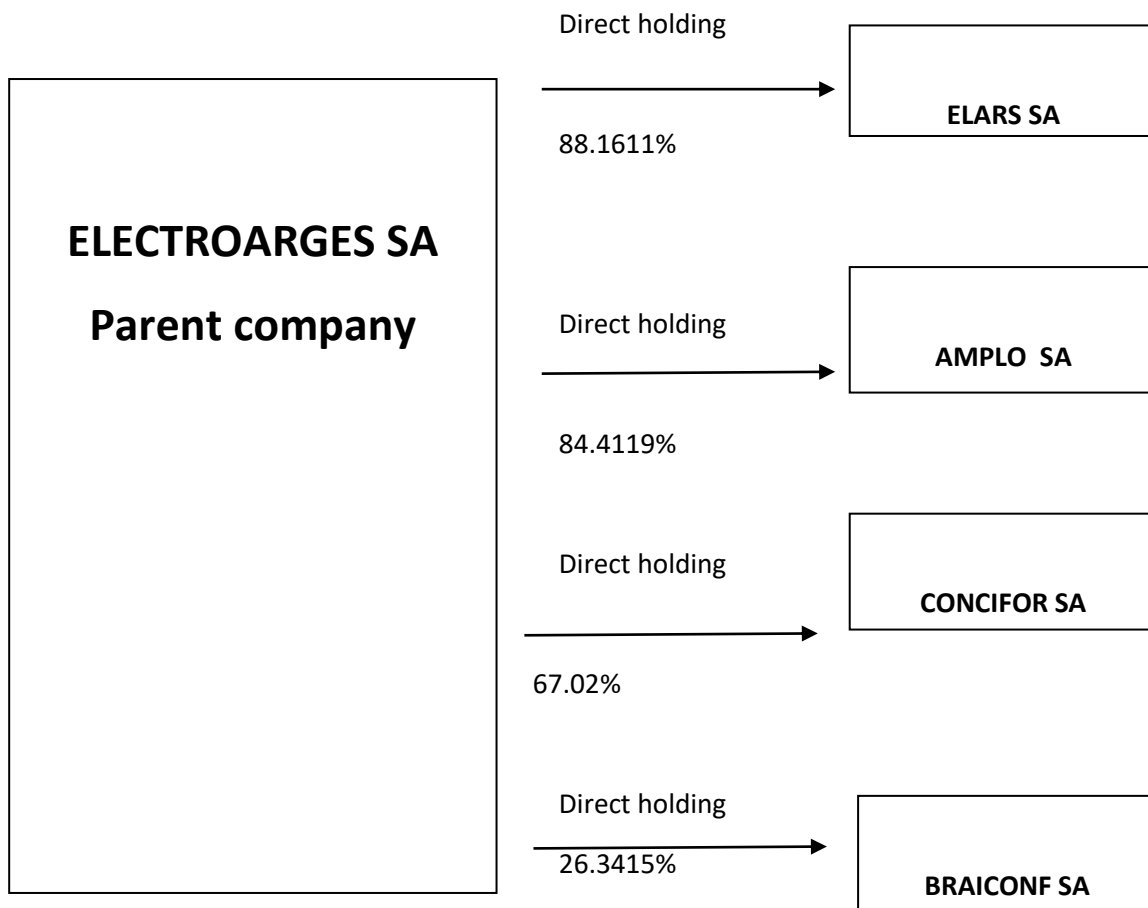 Direct holding
ELARS SA
88.1611%
ELECTROARGES SA
Parent company
Direct holding
AMPLO SA
84.4119%
Direct holding
CONCIFOR SA
67.02%
Direct holding
26.3415%
BRAICONF SA